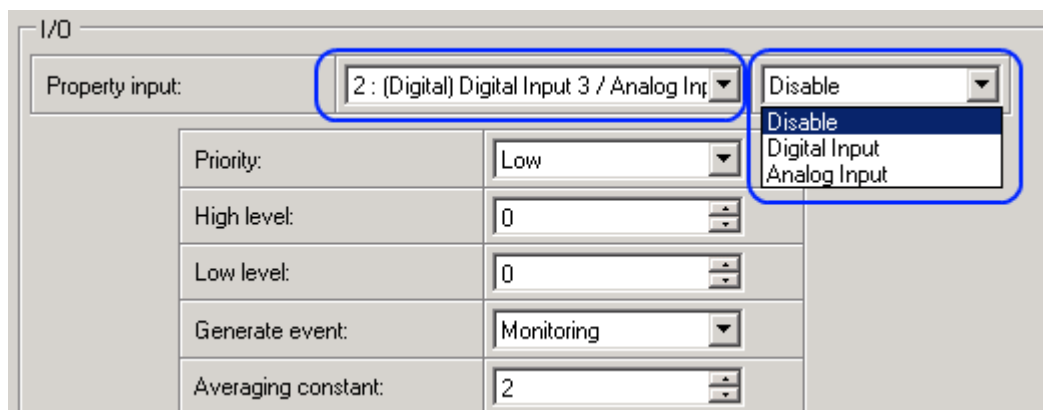 I/O
Property input: 2 : (Digital) Digital Input 3 / Analog Inp Disable
Disable
Digital Input
Analog Input
Priority: Low
High level: 0
Low level: 0
Generate event: Monitoring
Averaging constant: 2